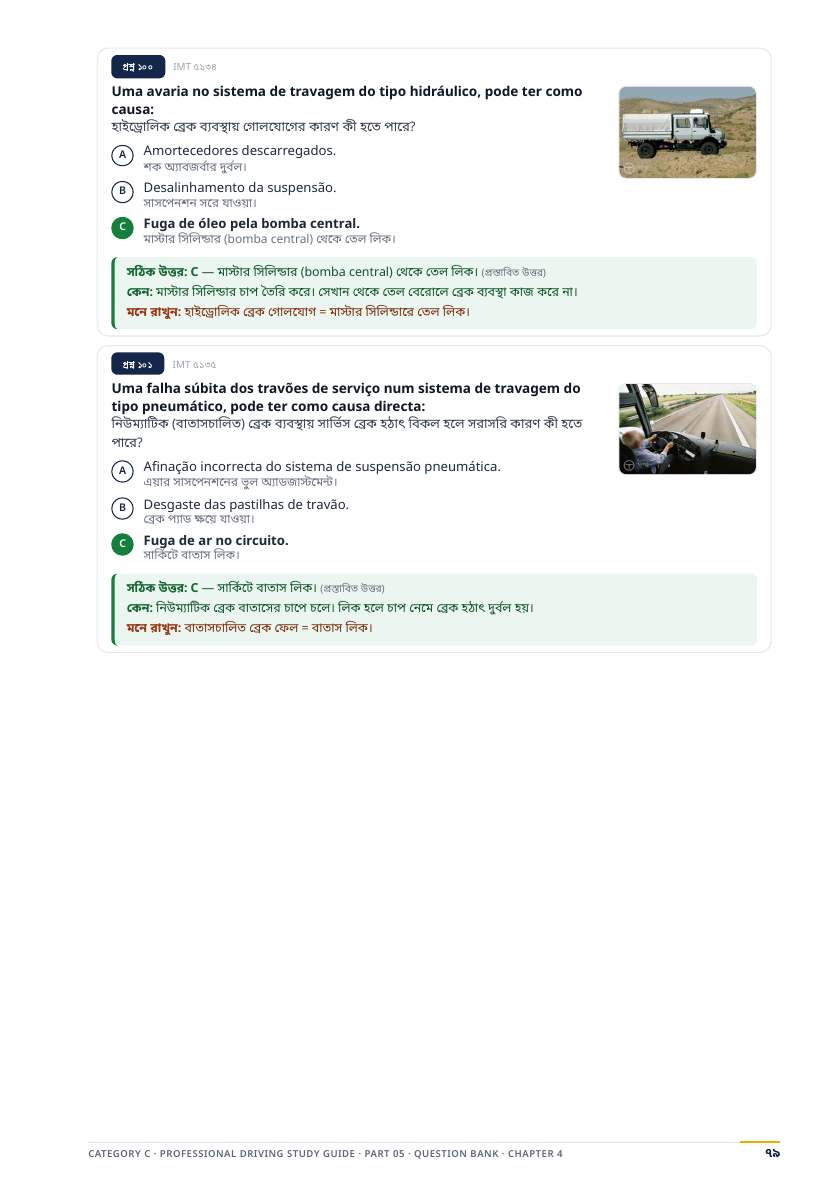 প্রশ্ন ১০০ IMT ৫১৩৪
Uma avaria no sistema de travagem do tipo hidráulico, pode ter como
causa:
হাইড্রোলিক ব্রেক ব্যবস্থায় গোলযোগের কারণ কী হতে পারে?
A Amortecedores descarregados.
শক অ্যাবজর্বার দুর্বল।
B Desalinhamento da suspensão.
সাসপেনশন সরে যাওয়া।
C Fuga de óleo pela bomba central.
মাস্টার সিলিন্ডার (bomba central) থেকে তেল লিক।
সঠিক উত্তর: C — মাস্টার সিলিন্ডার (bomba central) থেকে তেল লিক। (প্রস্তাবিত উত্তর)
কেন: মাস্টার সিলিন্ডার চাপ তৈরি করে। সেখান থেকে তেল বেরোলে ব্রেক ব্যবস্থা কাজ করে না।
মনে রাখুন: হাইড্রোলিক ব্রেক গোলযোগ = মাস্টার সিলিন্ডারে তেল লিক।
প্রশ্ন ১০১ IMT ৫১৩৫
Uma falha súbita dos travões de serviço num sistema de travagem do
tipo pneumático, pode ter como causa direta:
নিউম্যাটিক (বাতাসচালিত) ব্রেক ব্যবস্থায় সার্ভিস ব্রেক হঠাৎ বিকল হলে সরাসরি কারণ কী হতে
পারে?
A Afinação incorrecta do sistema de suspensão pneumática.
এয়ার সাসপেনশনের ভুল অ্যাডজাস্টমেন্ট।
B Desgaste das pastilhas de travão.
ব্রেক প্যাড ক্ষয়ে যাওয়া।
C Fuga de ar no circuito.
সার্কিটে বাতাস লিক।
সঠিক উত্তর: C — সার্কিটে বাতাস লিক। (প্রস্তাবিত উত্তর)
কেন: নিউম্যাটিক ব্রেক বাতাসের চাপে চলে। লিক হলে চাপ নেমে ব্রেক হঠাৎ দুর্বল হয়।
মনে রাখুন: বাতাসচালিত ব্রেক ফেল = বাতাস লিক।
CATEGORY C · PROFESSIONAL DRIVING STUDY GUIDE · PART 05 · QUESTION BANK · CHAPTER 4 ৭৯